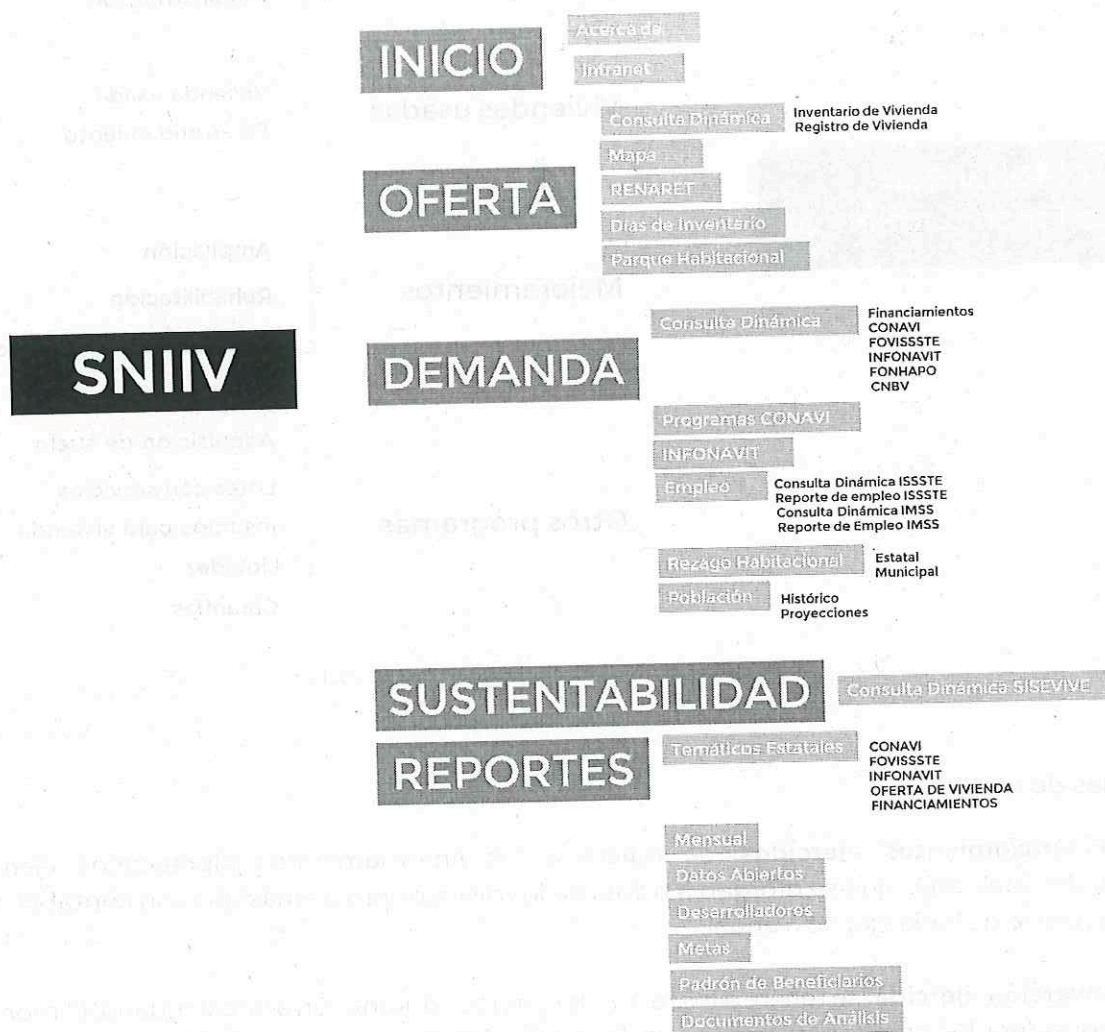 SNIIV
INICIO
Acerca de
Intranet
OFERTA
Consulta Dinámica
Inventario de Vivienda
Registro de Vivienda
Mapa
RENARET
Días de Inventario
Parque Habitacional
DEMANDA
Consulta Dinámica
Financiamientos
CONAVI
FOVISSSTE
INFONAVIT
FONHAPO
CNBV
Programas CONAVI
INFONAVIT
Empleo
Consulta Dinámica ISSSTE
Reporte de empleo ISSSTE
Consulta Dinámica IMSS
Reporte de Empleo IMSS
Rezago Habitacional
Estatal
Municipal
Población
Histórico
Proyecciones
SUSTENTABILIDAD
Consulta Dinámica SISEVIVE
REPORTES
Temáticos Estatales
CONAVI
FOVISSSTE
INFONAVIT
OFERTA DE VIVIENDA
FINANCIAMIENTOS
Mensual
Datos Abiertos
Desarrolladores
Metas
Padrón de Beneficiarios
Documentos de Análisis